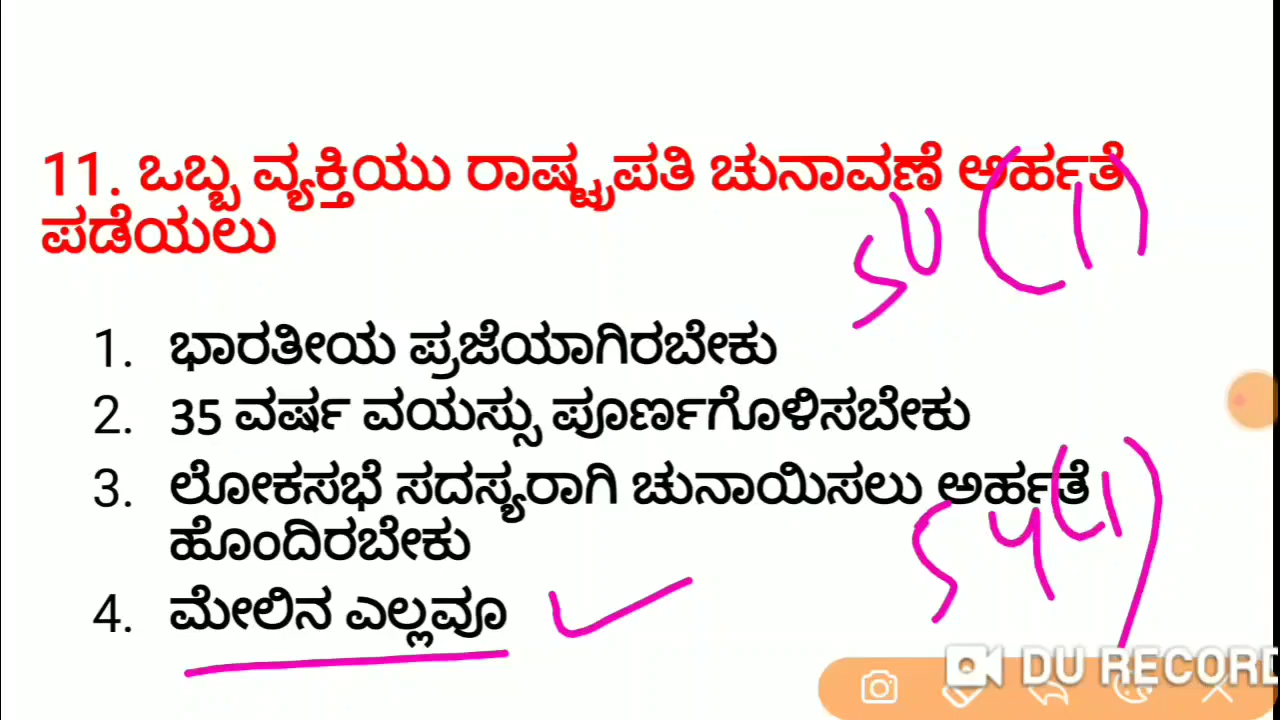 11. ಒಬ್ಬ ವ್ಯಕ್ತಿಯು ರಾಷ್ಟ್ರಪತಿ ಚುನಾವಣೆ ಅರ್ಹತೆ
ಪಡೆಯಲು
1. ಭಾರತೀಯ ಪ್ರಜೆಯಾಗಿರಬೇಕು
2. 35 ವರ್ಷ ವಯಸ್ಸು ಪೂರ್ಣಗೊಳಿಸಬೇಕು
3. ಲೋಕಸಭೆ ಸದಸ್ಯರಾಗಿ ಚುನಾಯಿಸಲು ಅರ್ಹತೆ
ಹೊಂದಿರಬೇಕು
4. ಮೇಲಿನ ಎಲ್ಲವೂ
DU RECORD